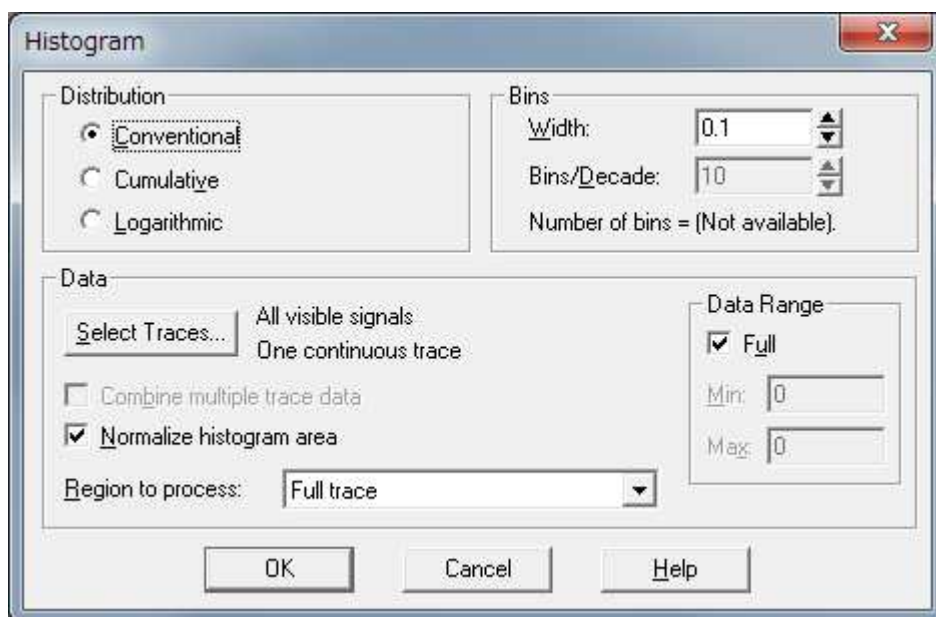 Histogram
Distribution
Conventional
Cumulative
Logarithmic
Bins
Width: 0.1
Bins/Decade: 10
Number of bins = (Not available).
Data
Select Traces...
All visible signals
One continuous trace
Combine multiple trace data
Normalize histogram area
Region to process: Full trace
Data Range
Full
Min: 0
Max: 0
OK Cancel Help